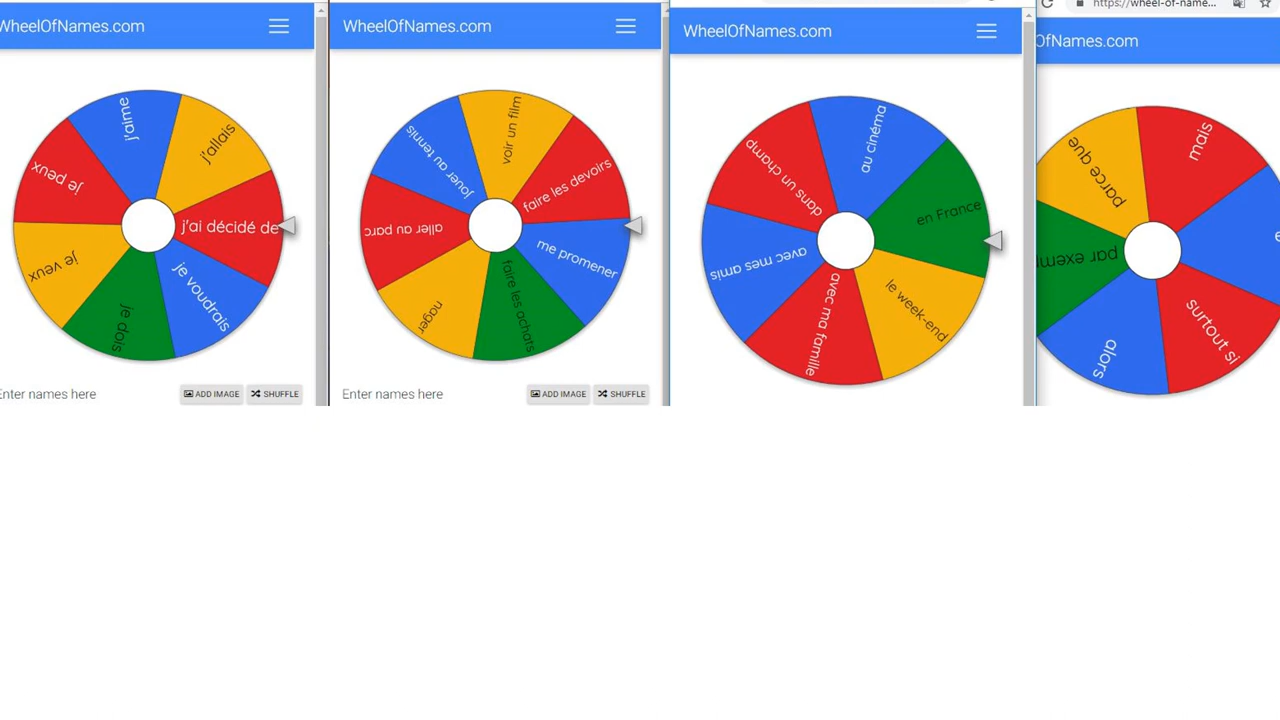 https://wheel-of-name...
WheelOfNames.com
WheelOfNames.com
WheelOfNames.com
OfNames.com
j'aime
j'allais
j'ai décidé de
je voudrais
je dois
je veux
je peux
voir un film
faire les devoirs
me promener
faire les achats
nager
aller au parc
jouer au tennis
au cinéma
en France
le week-end
avec ma famille
avec mes amis
dans un champ
mais
surtout si
alors
par exemp
parce que
Enter names here
ADD IMAGE
SHUFFLE
Enter names here
ADD IMAGE
SHUFFLE